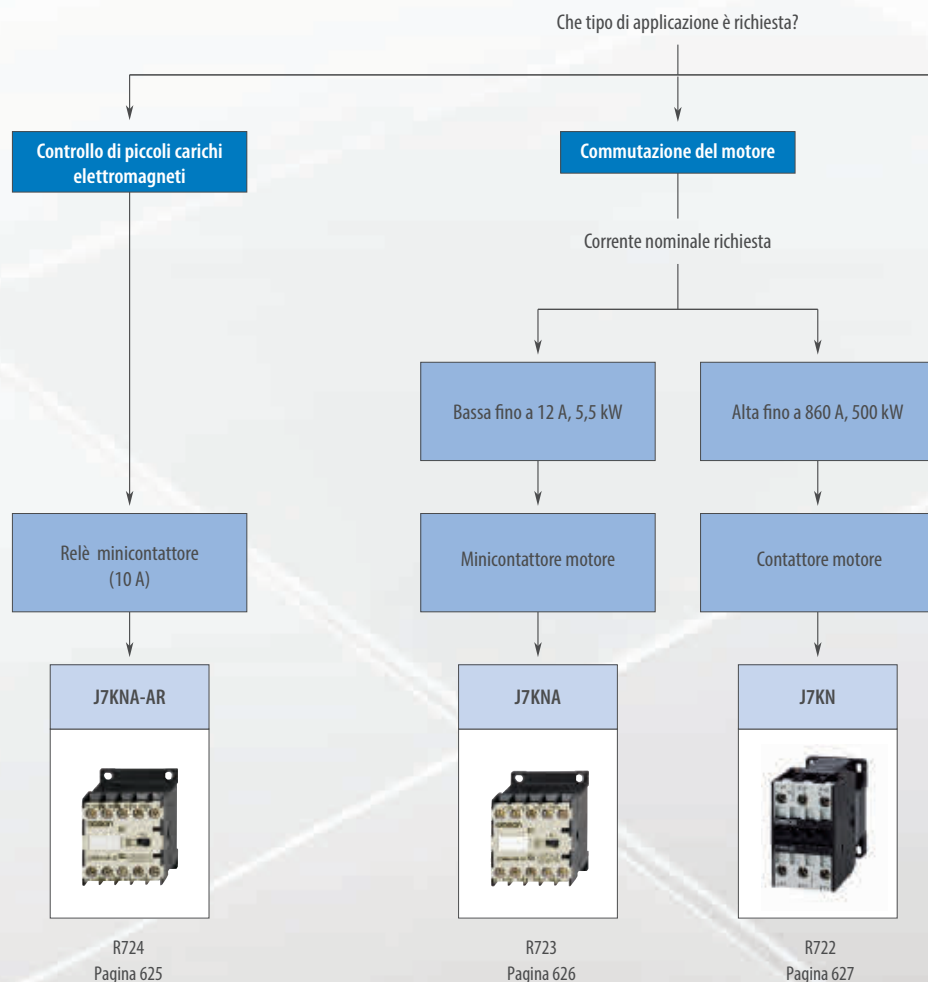 Che tipo di applicazione è richiesta?
Controllo di piccoli carichi
elettromagneti
Commutazione del motore
Corrente nominale richiesta
Bassa fino a 12 A, 5,5 kW
Alta fino a 860 A, 500 kW
Relè minicontattore
(10 A)
Minicontattore motore
Contattore motore
J7KNA-AR
J7KNA
J7KN
R724
Pagina 625
R723
Pagina 626
R722
Pagina 627